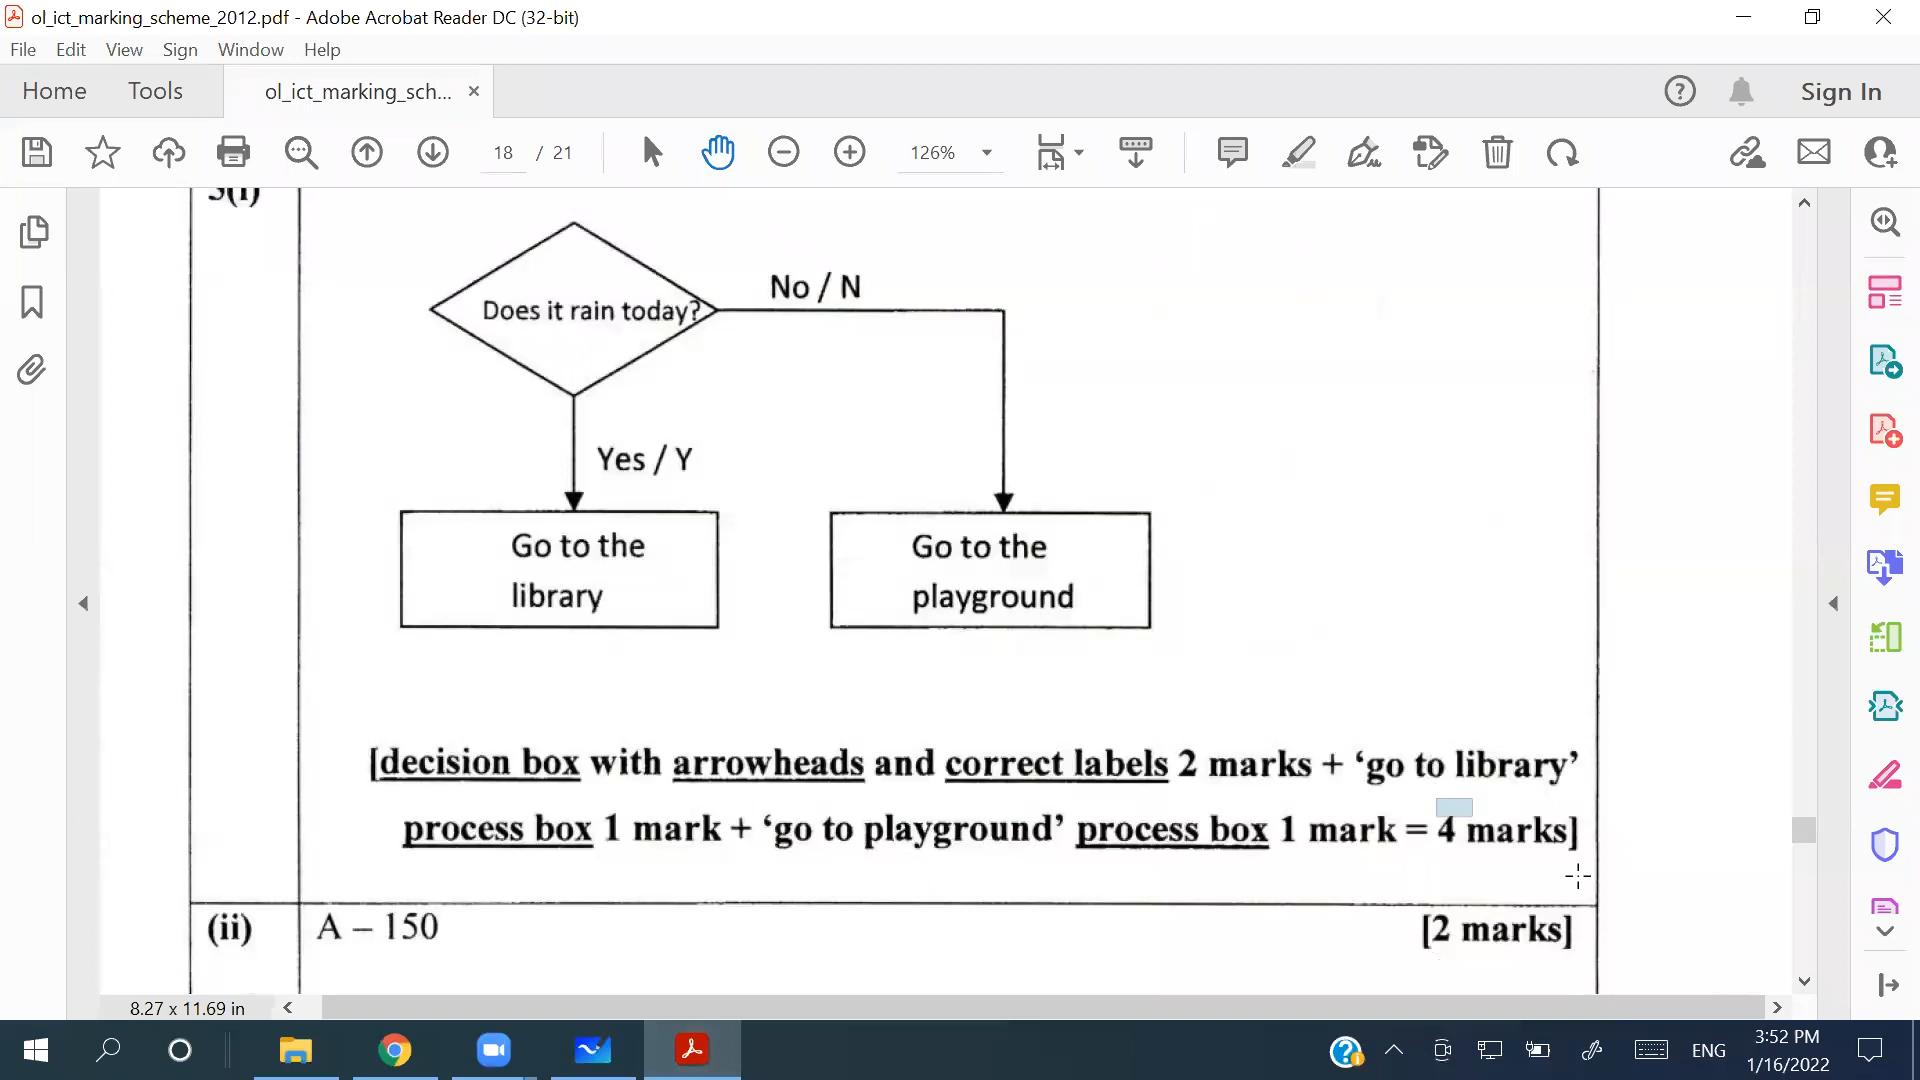 ol_ict_marking_scheme_2012.pdf - Adobe Acrobat Reader DC (32-bit)
File Edit View Sign Window Help
Home Tools ol_ict_marking_sch... ×
Sign In
18 / 21
126%
Does it rain today?
No / N
Yes / Y
Go to the
library
Go to the
playground
[decision box with arrowheads and correct labels 2 marks + ‘go to library’
process box 1 mark + ‘go to playground’ process box 1 mark = 4 marks]
(ii) A – 150 [2 marks]
8.27 x 11.69 in
ENG
3:52 PM
1/16/2022